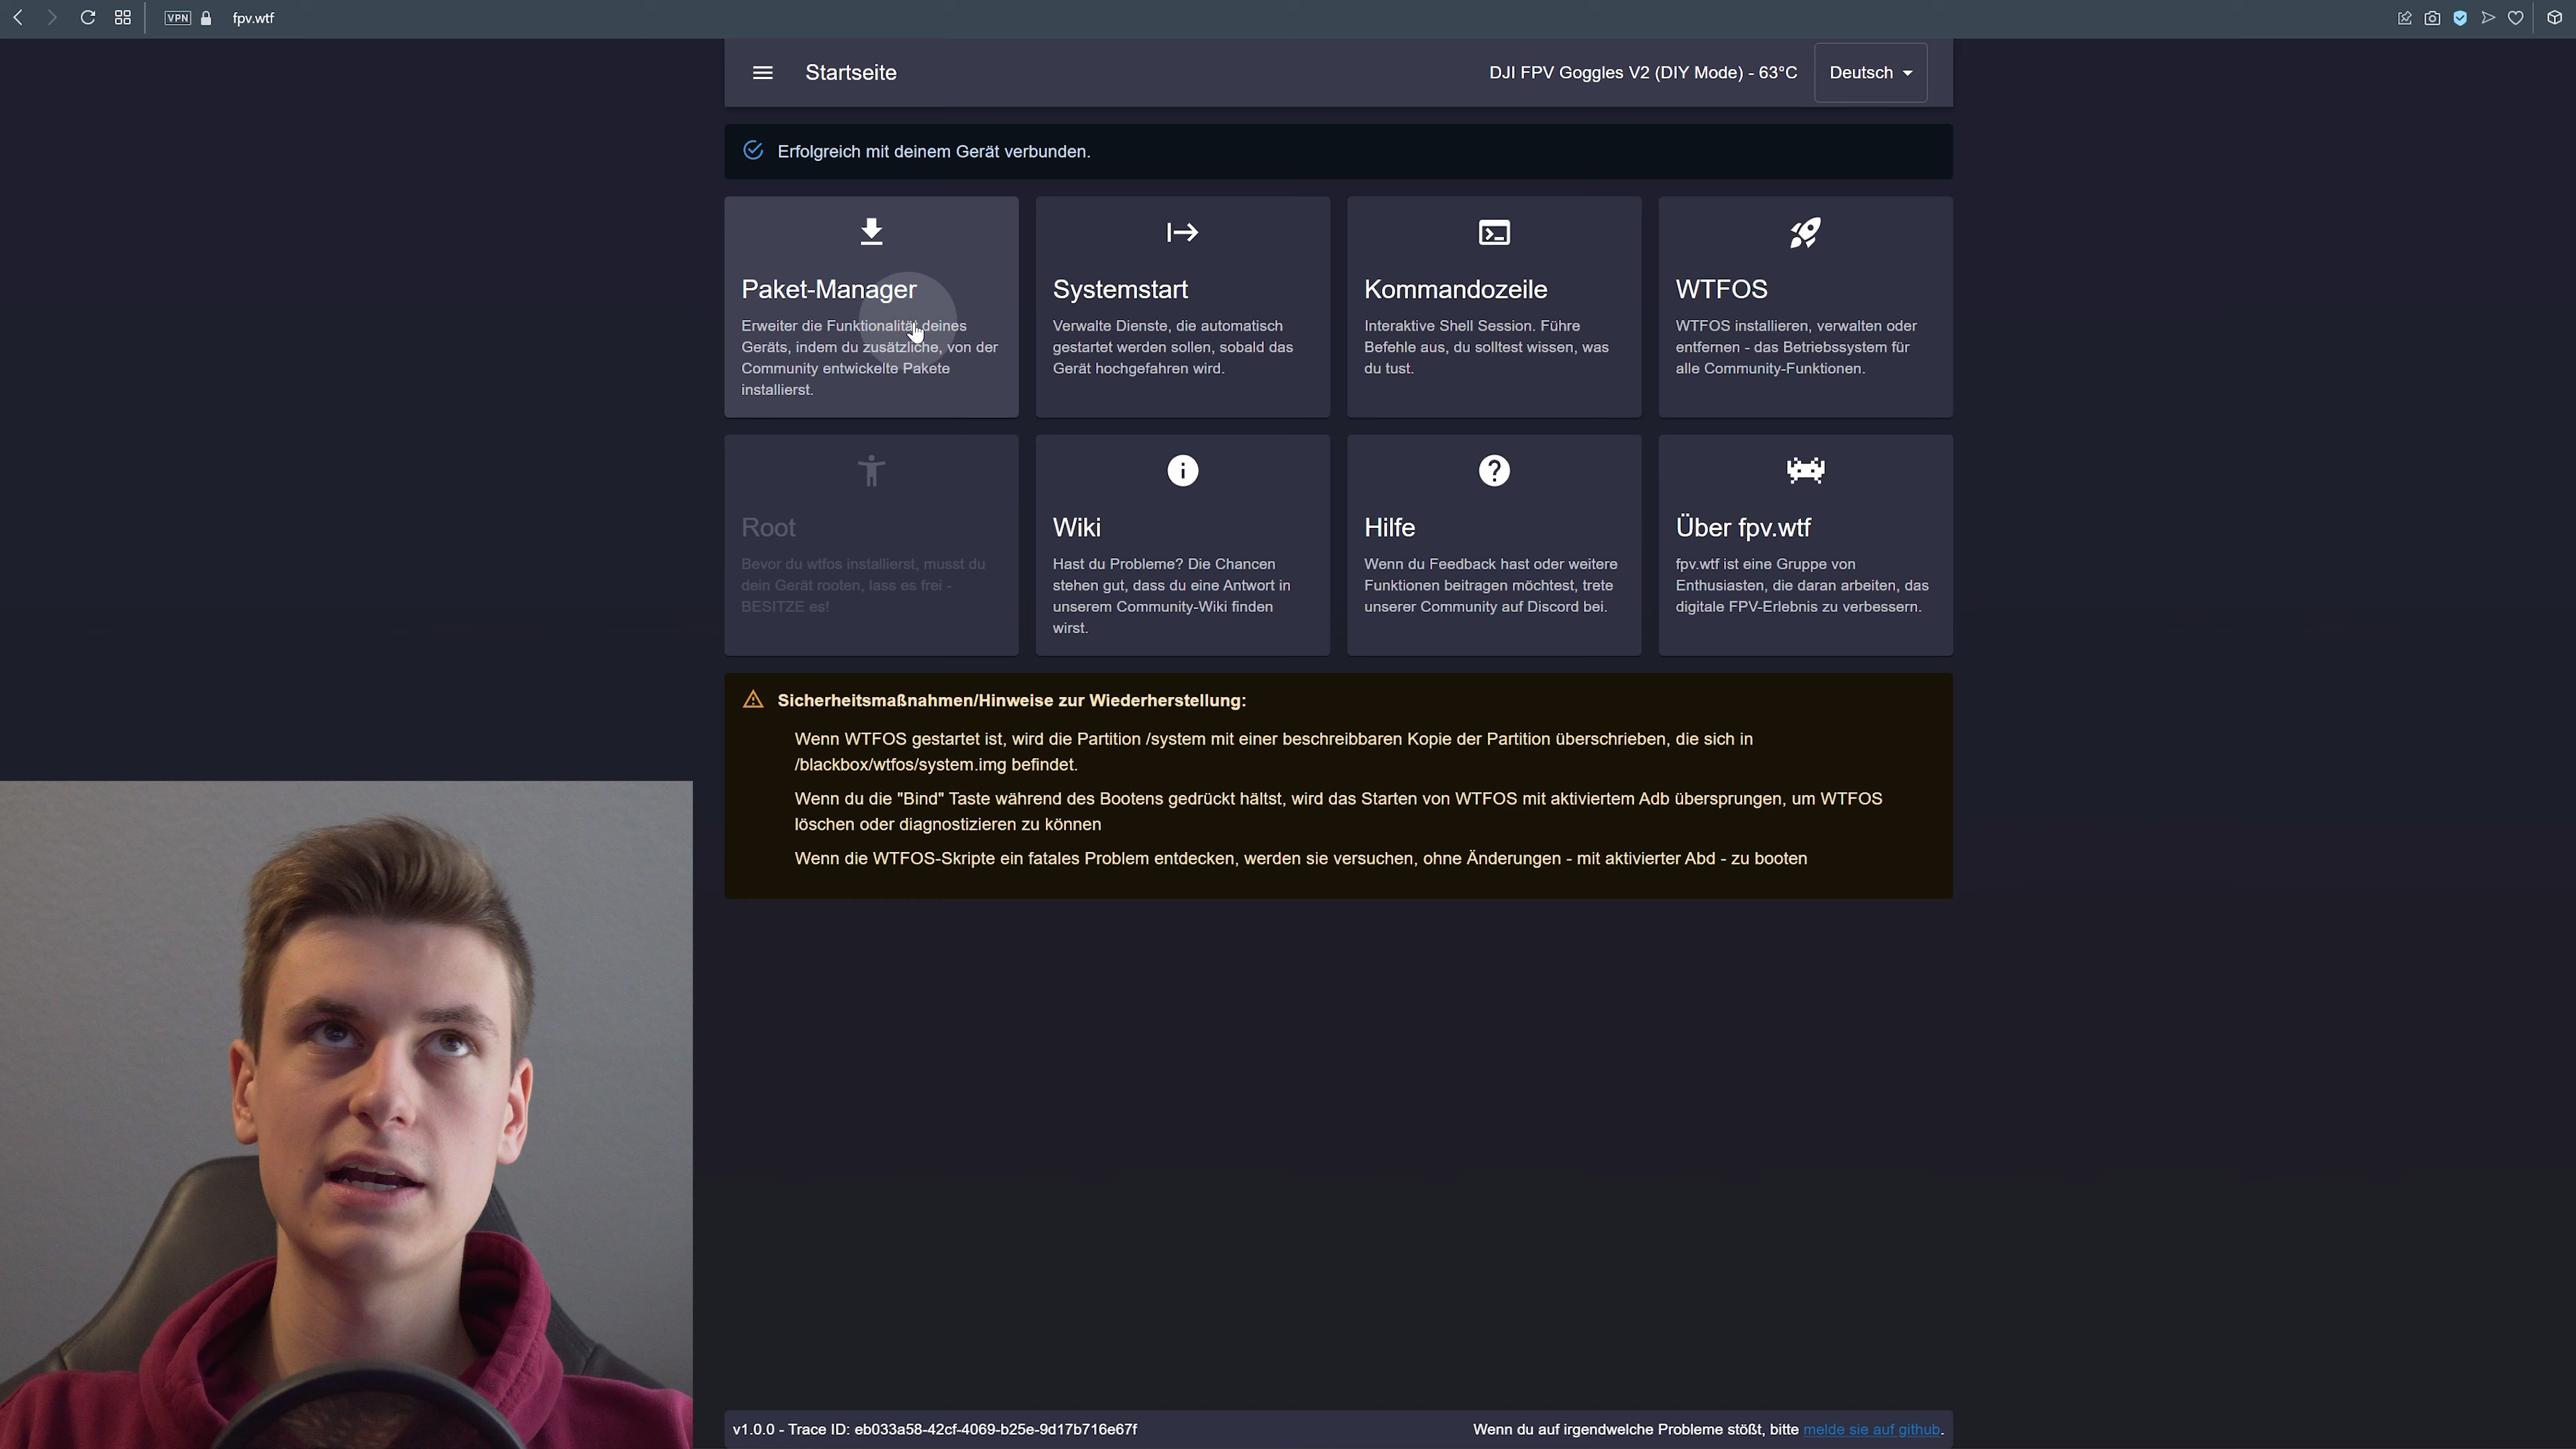 VPN fpv.wtf
Startseite
DJI FPV Goggles V2 (DIY Mode) - 63°C
Deutsch
Erfolgreich mit deinem Gerät verbunden.
Paket-Manager
Erweiter die Funktionalität deines
Geräts, indem du zusätzliche, von der
Community entwickelte Pakete
installierst.
Systemstart
Verwalte Dienste, die automatisch
gestartet werden sollen, sobald das
Gerät hochgefahren wird.
Kommandozeile
Interaktive Shell Session. Führe
Befehle aus, du solltest wissen, was
du tust.
WTFOS
WTFOS installieren, verwalten oder
entfernen - das Betriebssystem für
alle Community-Funktionen.
Root
Bevor du wtfos installierst, musst du
dein Gerät rooten, lass es frei -
BESITZE es!
Wiki
Hast du Probleme? Die Chancen
stehen gut, dass du eine Antwort in
unserem Community-Wiki finden
wirst.
Hilfe
Wenn du Feedback hast oder weitere
Funktionen beitragen möchtest, trete
unserer Community auf Discord bei.
Über fpv.wtf
fpv.wtf ist eine Gruppe von
Enthusiasten, die daran arbeiten, das
digitale FPV-Erlebnis zu verbessern.
Sicherheitsmaßnahmen/Hinweise zur Wiederherstellung:
Wenn WTFOS gestartet ist, wird die Partition /system mit einer beschreibbaren Kopie der Partition überschrieben, die sich in
/blackbox/wtfos/system.img befindet.
Wenn du die "Bind" Taste während des Bootens gedrückt hältst, wird das Starten von WTFOS mit aktiviertem Adb übersprungen, um WTFOS
löschen oder diagnostizieren zu können
Wenn die WTFOS-Skripte ein fatales Problem entdecken, werden sie versuchen, ohne Änderungen - mit aktivierter Abd - zu booten
v1.0.0 - Trace ID: eb033a58-42cf-4069-b25e-9d17b716e67f
Wenn du auf irgendwelche Probleme stößt, bitte melde sie auf github.